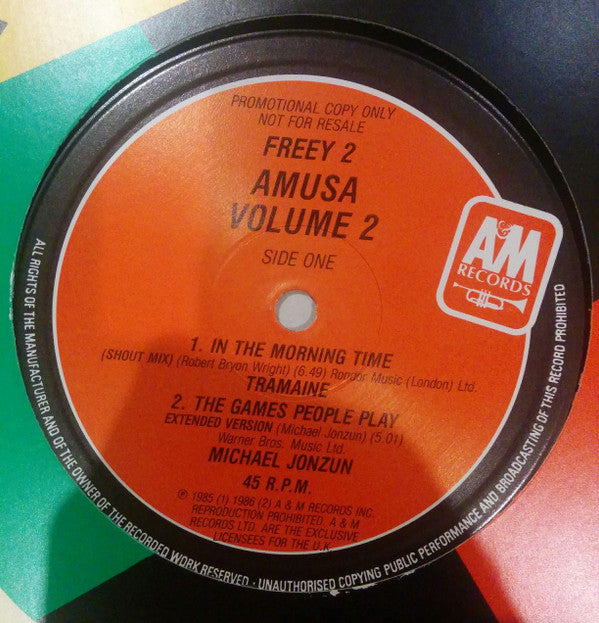 PROMOTIONAL COPY ONLY
NOT FOR RESALE
FREEY 2
AMUSA
VOLUME 2
SIDE ONE
A&M
RECORDS
1. IN THE MORNING TIME
(SHOUT MIX) (Robert Bryon Wright) (6.49) Rondor Music (London) Ltd.
TRAMAINE
2. THE GAMES PEOPLE PLAY
EXTENDED VERSION (Michael Jonzun) (5.01)
Warner Bros. Music Ltd.
MICHAEL JONZUN
45 R.P.M.
℗ 1985 (1) 1986 (2) A & M RECORDS INC.
REPRODUCTION PROHIBITED. A & M
RECORDS LTD. ARE THE EXCLUSIVE
LICENSEES FOR THE U.K.
ALL RIGHTS OF THE MANUFACTURER AND OF THE OWNER OF THE RECORDED WORK RESERVED · UNAUTHORISED COPYING PUBLIC PERFORMANCE AND BROADCASTING OF THIS RECORD PROHIBITED